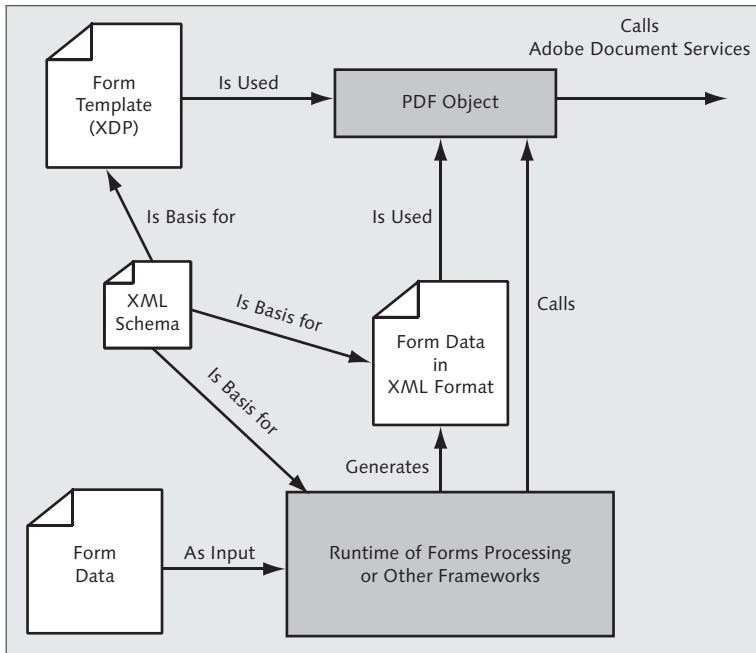 Calls
Adobe Document Services
Form
Template
(XDP)
Is Used
PDF Object
Is Basis for
Is Used
XML
Schema
Is Basis for
Calls
Form Data
in
XML Format
Is Basis for
Generates
Form
Data
As Input
Runtime of Forms Processing
or Other Frameworks